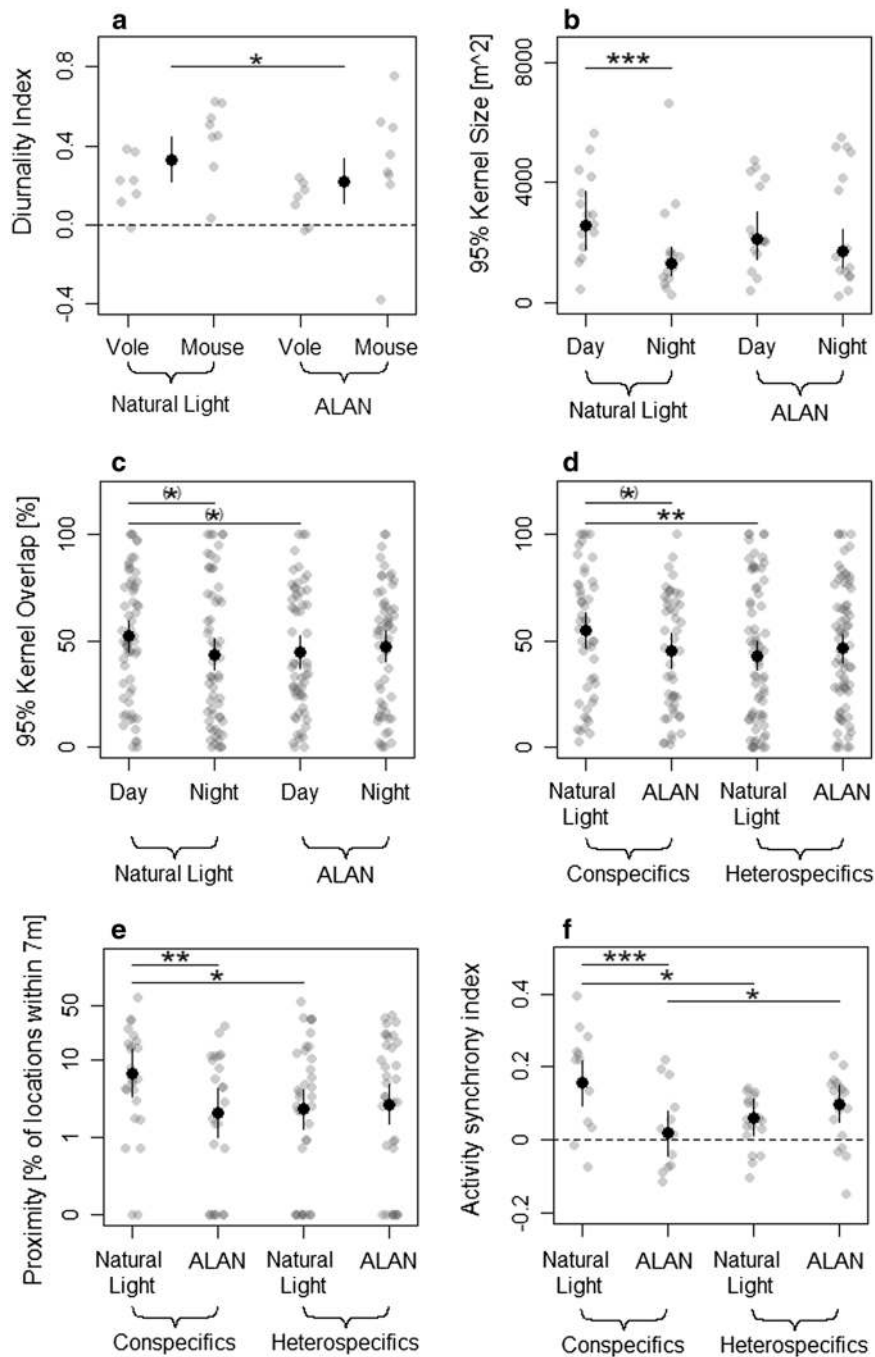 a
*
Diurnality Index
0.8
0.4
0.0
-0.4
Vole Mouse Vole Mouse
Natural Light ALAN
b
***
95% Kernel Size [m^2]
8000
4000
0
Day Night Day Night
Natural Light ALAN
c
(*)
(*)
95% Kernel Overlap [%]
100
50
0
Day Night Day Night
Natural Light ALAN
d
(*)
**
100
50
0
Natural Light ALAN Natural Light ALAN
Conspecifics Heterospecifics
e
**
*
Proximity [% of locations within 7m]
50
10
1
0
Natural Light ALAN Natural Light ALAN
Conspecifics Heterospecifics
f
***
*
*
Activity synchrony index
0.4
0.2
0
-0.2
Natural Light ALAN Natural Light ALAN
Conspecifics Heterospecifics